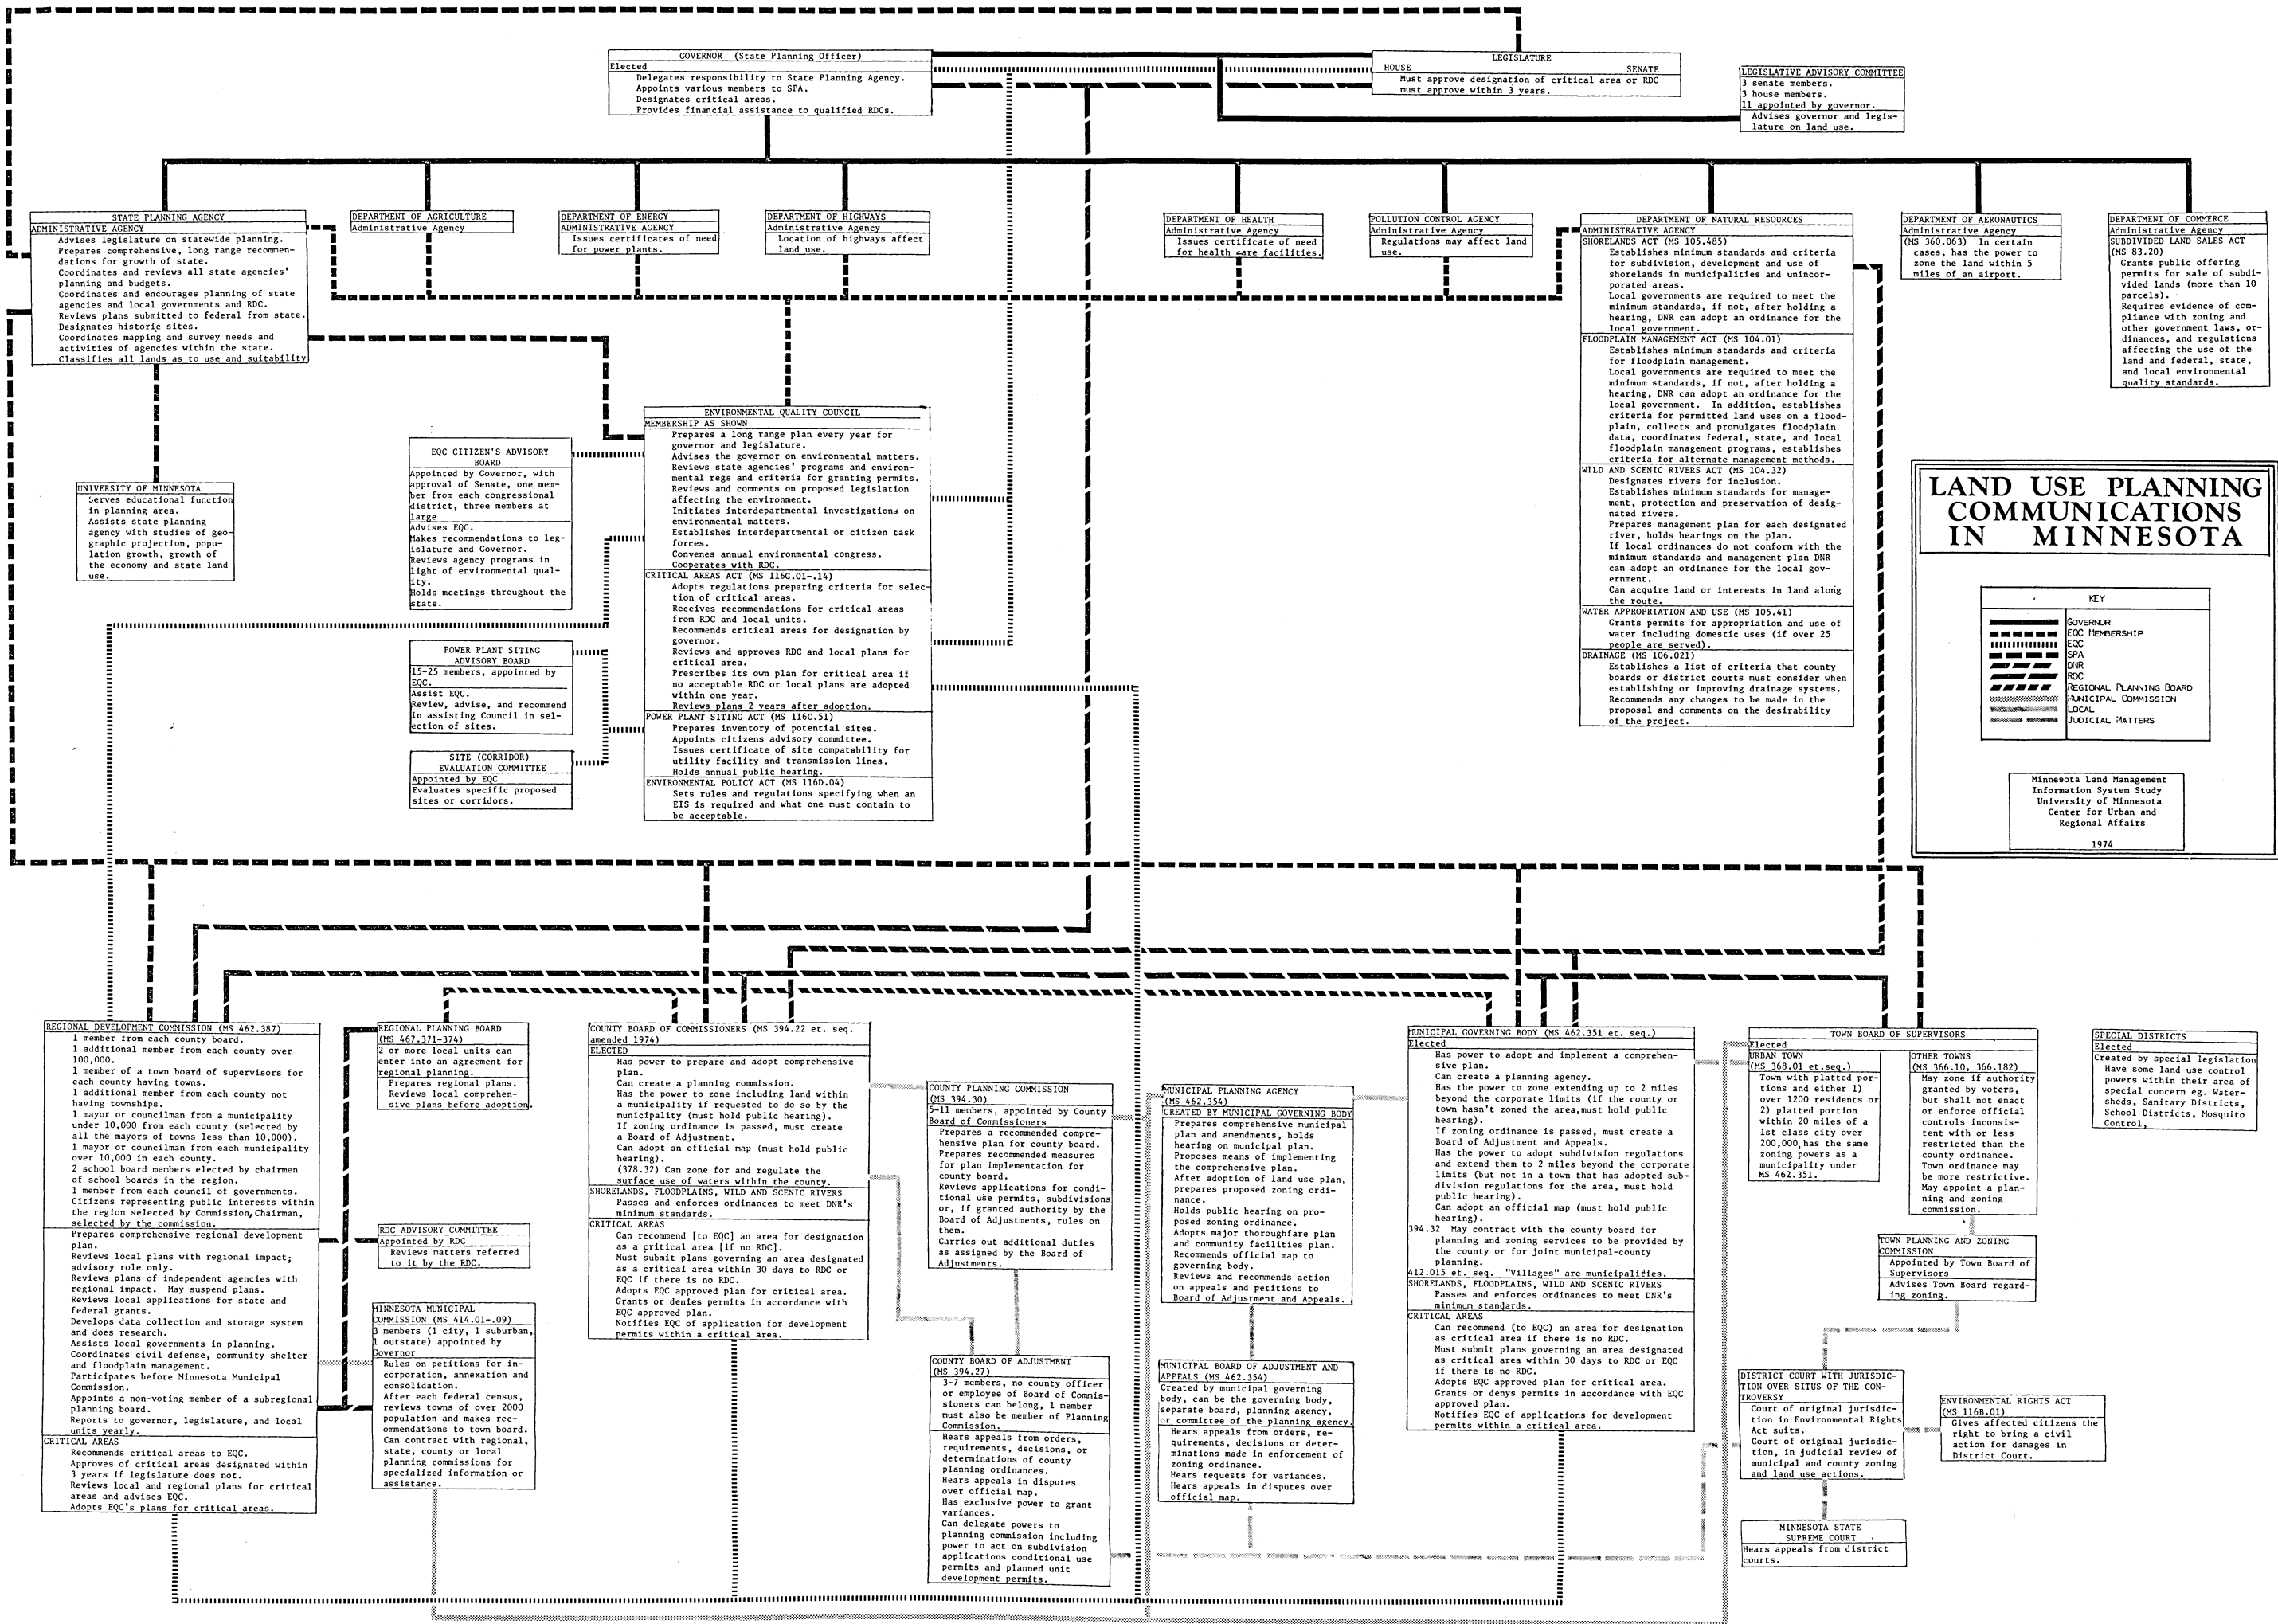 GOVERNOR (State Planning Officer)
Elected
Delegates responsibility to State Planning Agency.
Appoints various members to SPA.
Designates critical areas.
Provides financial assistance to qualified RDCs.
LEGISLATURE
HOUSE SENATE
Must approve designation of critical area or RDC
must approve within 3 years.
LEGISLATIVE ADVISORY COMMITTEE
3 senate members.
3 house members.
11 appointed by governor.
Advises governor and legis-
lature on land use.
STATE PLANNING AGENCY
ADMINISTRATIVE AGENCY
Advises legislature on statewide planning.
Prepares comprehensive, long range recommen-
dations for growth of state.
Coordinates and reviews all state agencies'
planning and budgets.
Coordinates and encourages planning of state
agencies and local governments and RDC.
Reviews plans submitted to federal from state.
Designates historic sites.
Coordinates mapping and survey needs and
activities of agencies within the state.
Classifies all lands as to use and suitability
DEPARTMENT OF AGRICULTURE
Administrative Agency
DEPARTMENT OF ENERGY
ADMINISTRATIVE AGENCY
Issues certificates of need
for power plants.
DEPARTMENT OF HIGHWAYS
Administrative Agency
Location of highways affect
land use.
DEPARTMENT OF HEALTH
Administrative Agency
Issues certificate of need
for health care facilities.
POLLUTION CONTROL AGENCY
Administrative Agency
Regulations may affect land
use.
DEPARTMENT OF NATURAL RESOURCES
ADMINISTRATIVE AGENCY
SHORELANDS ACT (MS 105.485)
Establishes minimum standards and criteria
for subdivision, development and use of
shorelands in municipalities and unincor-
porated areas.
Local governments are required to meet the
minimum standards, if not, after holding a
hearing, DNR can adopt an ordinance for the
local government.
FLOODPLAIN MANAGEMENT ACT (MS 104.01)
Establishes minimum standards and criteria
for floodplain management.
Local governments are required to meet the
minimum standards, if not, after holding a
hearing, DNR can adopt an ordinance for the
local government. In addition, establishes
criteria for permitted land uses on a flood-
plain, collects and promulgates floodplain
data, coordinates federal, state, and local
floodplain management programs, establishes
criteria for alternate management methods.
WILD AND SCENIC RIVERS ACT (MS 104.32)
Designates rivers for inclusion.
Establishes minimum standards for manage-
ment, protection and preservation of desig-
nated rivers.
Prepares management plan for each designated
river, holds hearings on the plan.
If local ordinances do not conform with the
minimum standards and management plan DNR
can adopt an ordinance for the local gov-
ernment.
Can acquire land or interests in land along
the route.
WATER APPROPRIATION AND USE (MS 105.41)
Grants permits for appropriation and use of
water including domestic uses (if over 25
people are served).
DRAINAGE (MS 106.021)
Establishes a list of criteria that county
boards or district courts must consider when
establishing or improving drainage systems.
Recommends any changes to be made in the
proposal and comments on the desirability
of the project.
DEPARTMENT OF AERONAUTICS
Administrative Agency
(MS 360.063) In certain
cases, has the power to
zone the land within 5
miles of an airport.
DEPARTMENT OF COMMERCE
Administrative Agency
SUBDIVIDED LAND SALES ACT
(MS 83.20)
Grants public offering
permits for sale of subdi-
vided lands (more than 10
parcels).
Requires evidence of com-
pliance with zoning and
other government laws, or-
dinances, and regulations
affecting the use of the
land and federal, state,
and local environmental
quality standards.
UNIVERSITY OF MINNESOTA
Serves educational function
in planning area.
Assists state planning
agency with studies of geo-
graphic projection, popu-
lation growth, growth of
the economy and state land
use.
EQC CITIZEN'S ADVISORY
BOARD
Appointed by Governor, with
approval of Senate, one mem-
ber from each congressional
district, three members at
large
Advises EQC.
Makes recommendations to leg-
islature and Governor.
Reviews agency programs in
light of environmental qual-
ity.
Holds meetings throughout the
state.
POWER PLANT SITING
ADVISORY BOARD
15-25 members, appointed by
EQC.
Assist EQC.
Review, advise, and recommend
in assisting Council in sel-
ection of sites.
SITE (CORRIDOR)
EVALUATION COMMITTEE
Appointed by EQC
Evaluates specific proposed
sites or corridors.
ENVIRONMENTAL QUALITY COUNCIL
MEMBERSHIP AS SHOWN
Prepares a long range plan every year for
governor and legislature.
Advises the governor on environmental matters.
Reviews state agencies' programs and environ-
mental regs and criteria for granting permits.
Reviews and comments on proposed legislation
affecting the environment.
Initiates interdepartmental investigations on
environmental matters.
Establishes interdepartmental or citizen task
forces.
Convenes annual environmental congress.
Cooperates with RDC.
CRITICAL AREAS ACT (MS 116G.01-.14)
Adopts regulations preparing criteria for selec-
tion of critical areas.
Receives recommendations for critical areas
from RDC and local units.
Recommends critical areas for designation by
governor.
Reviews and approves RDC and local plans for
critical area.
Prescribes its own plan for critical area if
no acceptable RDC or local plans are adopted
within one year.
Reviews plans 2 years after adoption.
POWER PLANT SITING ACT (MS 116C.51)
Prepares inventory of potential sites.
Appoints citizens advisory committee.
Issues certificate of site compatability for
utility facility and transmission lines.
Holds annual public hearing.
ENVIRONMENTAL POLICY ACT (MS 116D.04)
Sets rules and regulations specifying when an
EIS is required and what one must contain to
be acceptable.
LAND USE PLANNING
COMMUNICATIONS
IN MINNESOTA
KEY
GOVERNOR
EQC MEMBERSHIP
EQC
SPA
DNR
RDC
REGIONAL PLANNING BOARD
MUNICIPAL COMMISSION
LOCAL
JUDICIAL MATTERS
Minnesota Land Management
Information System Study
University of Minnesota
Center for Urban and
Regional Affairs
1974
REGIONAL DEVELOPMENT COMMISSION (MS 462.387)
1 member from each county board.
1 additional member from each county over
100,000.
1 member of a town board of supervisors for
each county having towns.
1 additional member from each county not
having townships.
1 mayor or councilman from a municipality
under 10,000 from each county (selected by
all the mayors of towns less than 10,000).
1 mayor or councilman from each municipality
over 10,000 in each county.
2 school board members elected by chairmen
of school boards in the region.
1 member from each council of governments.
Citizens representing public interests within
the region selected by Commission, Chairman,
selected by the commission.
Prepares comprehensive regional development
plan.
Reviews local plans with regional impact;
advisory role only.
Reviews plans of independent agencies with
regional impact. May suspend plans.
Reviews local applications for state and
federal grants.
Develops data collection and storage system
and does research.
Assists local governments in planning.
Coordinates civil defense, community shelter
and floodplain management.
Participates before Minnesota Municipal
Commission.
Appoints a non-voting member of a subregional
planning board.
Reports to governor, legislature, and local
units yearly.
CRITICAL AREAS
Recommends critical areas to EQC.
Approves of critical areas designated within
3 years if legislature does not.
Reviews local and regional plans for critical
areas and advises EQC.
Adopts EQC's plans for critical areas.
REGIONAL PLANNING BOARD
(MS 467.371-374)
2 or more local units can
enter into an agreement for
regional planning.
Prepares regional plans.
Reviews local comprehen-
sive plans before adoption.
RDC ADVISORY COMMITTEE
Appointed by RDC
Reviews matters referred
to it by the RDC.
MINNESOTA MUNICIPAL
COMMISSION (MS 414.01-.09)
3 members (1 city, 1 suburban,
1 outstate) appointed by
Governor
Rules on petitions for in-
corporation, annexation and
consolidation.
After each federal census,
reviews towns of over 2000
population and makes rec-
ommendations to town board.
Can contract with regional,
state, county or local
planning commissions for
specialized information or
assistance.
COUNTY BOARD OF COMMISSIONERS (MS 394.22 et. seq.
amended 1974)
ELECTED
Has power to prepare and adopt comprehensive
plan.
Can create a planning commission.
Has the power to zone including land within
a municipality if requested to do so by the
municipality (must hold public hearing).
If zoning ordinance is passed, must create
a Board of Adjustment.
Can adopt an official map (must hold public
hearing).
(378.32) Can zone for and regulate the
surface use of waters within the county.
SHORELANDS, FLOODPLAINS, WILD AND SCENIC RIVERS
Passes and enforces ordinances to meet DNR's
minimum standards.
CRITICAL AREAS
Can recommend [to EQC] an area for designation
as a critical area [if no RDC].
Must submit plans governing an area designated
as a critical area within 30 days to RDC or
EQC if there is no RDC.
Adopts EQC approved plan for critical area.
Grants or denies permits in accordance with
EQC approved plan.
Notifies EQC of application for development
permits within a critical area.
COUNTY PLANNING COMMISSION
(MS 394.30)
5-11 members, appointed by County
Board of Commissioners
Prepares a recommended compre-
hensive plan for county board.
Prepares recommended measures
for plan implementation for
county board.
Reviews applications for condi-
tional use permits, subdivisions
or, if granted authority by the
Board of Adjustments, rules on
them.
Carries out additional duties
as assigned by the Board of
Adjustments.
COUNTY BOARD OF ADJUSTMENT
(MS 394.27)
3-7 members, no county officer
or employee of Board of Commis-
sioners can belong, 1 member
must also be member of Planning
Commission.
Hears appeals from orders,
requirements, decisions, or
determinations of county
planning ordinances.
Hears appeals in disputes
over official map.
Has exclusive power to grant
variances.
Can delegate powers to
planning commission including
power to act on subdivision
applications conditional use
permits and planned unit
development permits.
MUNICIPAL PLANNING AGENCY
(MS 462.354)
CREATED BY MUNICIPAL GOVERNING BODY
Prepares comprehensive municipal
plan and amendments, holds
hearing on municipal plan.
Proposes means of implementing
the comprehensive plan.
After adoption of land use plan,
prepares proposed zoning ordi-
nance.
Holds public hearing on pro-
posed zoning ordinance.
Adopts major thoroughfare plan
and community facilities plan.
Recommends official map to
governing body.
Reviews and recommends action
on appeals and petitions to
Board of Adjustment and Appeals.
MUNICIPAL BOARD OF ADJUSTMENT AND
APPEALS (MS 462.354)
Created by municipal governing
body, can be the governing body,
separate board, planning agency,
or committee of the planning agency.
Hears appeals from orders, re-
quirements, decisions or deter-
minations made in enforcement of
zoning ordinance.
Hears requests for variances.
Hears appeals in disputes over
official map.
MUNICIPAL GOVERNING BODY (MS 462.351 et. seq.)
Elected
Has power to adopt and implement a comprehen-
sive plan.
Can create a planning agency.
Has the power to zone extending up to 2 miles
beyond the corporate limits (if the county or
town hasn't zoned the area, must hold public
hearing).
If zoning ordinance is passed, must create a
Board of Adjustment and Appeals.
Has the power to adopt subdivision regulations
and extend them to 2 miles beyond the corporate
limits (but not in a town that has adopted sub-
division regulations for the area, must hold
public hearing).
Can adopt an official map (must hold public
hearing).
394.32 May contract with the county board for
planning and zoning services to be provided by
the county or for joint municipal-county
planning.
412.015 et. seq. "Villages" are municipalities.
SHORELANDS, FLOODPLAINS, WILD AND SCENIC RIVERS
Passes and enforces ordinances to meet DNR's
minimum standards.
CRITICAL AREAS
Can recommend (to EQC) an area for designation
as critical area if there is no RDC.
Must submit plans governing an area designated
as critical area within 30 days to RDC or EQC
if there is no RDC.
Adopts EQC approved plan for critical area.
Grants or denys permits in accordance with EQC
approved plan.
Notifies EQC of applications for development
permits within a critical area.
TOWN BOARD OF SUPERVISORS
Elected
URBAN TOWN
(MS 368.01 et.seq.)
Town with platted por-
tions and either 1)
over 1200 residents or
2) platted portion
within 20 miles of a
1st class city over
200,000, has the same
zoning powers as a
municipality under
MS 462.351.
OTHER TOWNS
(MS 366.10, 366.182)
May zone if authority
granted by voters,
but shall not enact
or enforce official
controls inconsis-
tent with or less
restricted than the
county ordinance.
Town ordinance may
be more restrictive.
May appoint a plan-
ning and zoning
commission.
TOWN PLANNING AND ZONING
COMMISSION
Appointed by Town Board of
Supervisors
Advises Town Board regard-
ing zoning.
DISTRICT COURT WITH JURISDIC-
TION OVER SITUS OF THE CON-
TROVERSY
Court of original jurisdic-
tion in Environmental Rights
Act suits.
Court of original jurisdic-
tion, in judicial review of
municipal and county zoning
and land use actions.
ENVIRONMENTAL RIGHTS ACT
(MS 116B.01)
Gives affected citizens the
right to bring a civil
action for damages in
District Court.
MINNESOTA STATE
SUPREME COURT
Hears appeals from district
courts.
SPECIAL DISTRICTS
Elected
Created by special legislation
Have some land use control
powers within their area of
special concern eg. Water-
sheds, Sanitary Districts,
School Districts, Mosquito
Control,